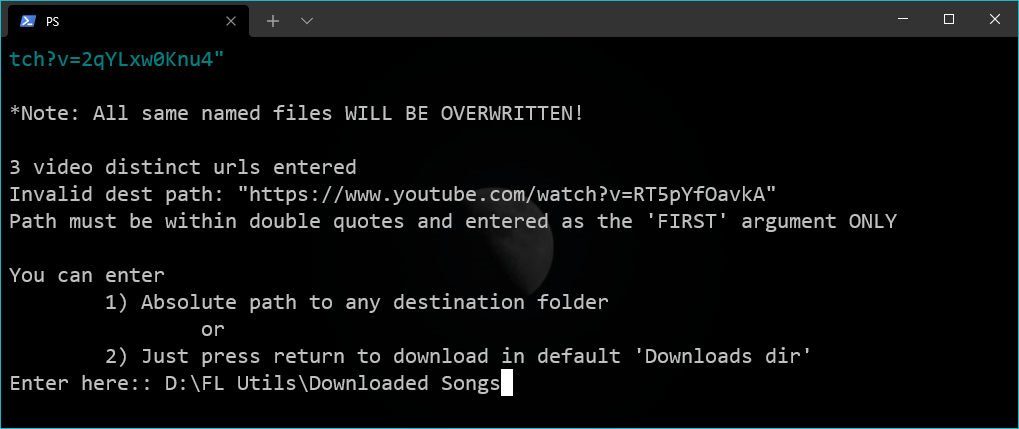 PS
tch?v=2qYLxw0Knu4"
*Note: All same named files WILL BE OVERWRITTEN!
3 video distinct urls entered
Invalid dest path: "https://www.youtube.com/watch?v=RT5pYfOavkA"
Path must be within double quotes and entered as the 'FIRST' argument ONLY
You can enter
1) Absolute path to any destination folder
or
2) Just press return to download in default 'Downloads dir'
Enter here:: D:\FL Utils\Downloaded Songs